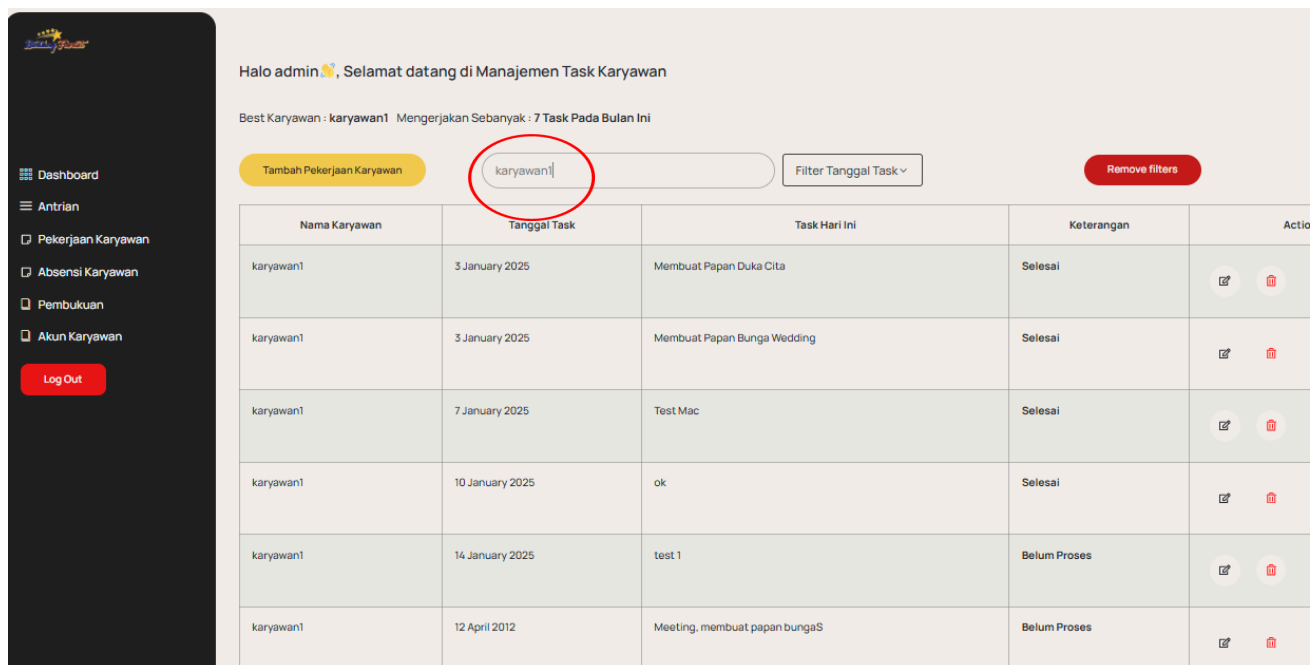 Halo admin👋, Selamat datang di Manajemen Task Karyawan
Best Karyawan : karyawan1 Mengerjakan Sebanyak : 7 Task Pada Bulan Ini
Dashboard
Antrian
Pekerjaan Karyawan
Absensi Karyawan
Pembukuan
Akun Karyawan
Log Out
Tambah Pekerjaan Karyawan karyawan1 Filter Tanggal Task Remove filters
Nama Karyawan Tanggal Task Task Hari Ini Keterangan Actio
karyawan1 3 January 2025 Membuat Papan Duka Cita Selesai
karyawan1 3 January 2025 Membuat Papan Bunga Wedding Selesai
karyawan1 7 January 2025 Test Mac Selesai
karyawan1 10 January 2025 ok Selesai
karyawan1 14 January 2025 test 1 Belum Proses
karyawan1 12 April 2012 Meeting, membuat papan bungaS Belum Proses